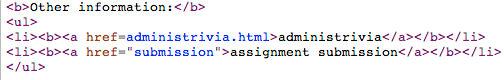 <b>Other information:</b>
<ul>
<li><b><a href=administrivia.html>administrivia</a></b></li>
<li><b><a href="submission">assignment submission</a></b></li>
</ul>